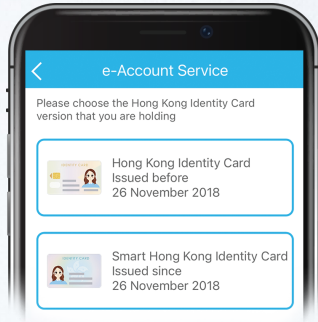 e-Account Service
Please choose the Hong Kong Identity Card
version that you are holding
Hong Kong Identity Card
Issued before
26 November 2018
Smart Hong Kong Identity Card
Issued since
26 November 2018